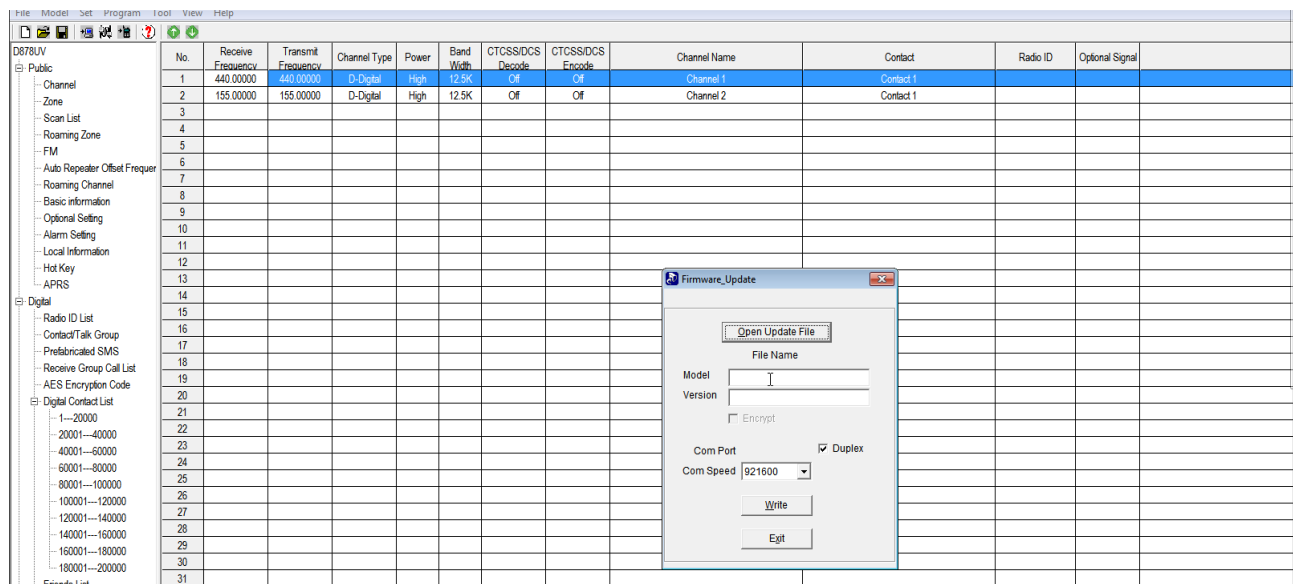 File Model Set Program Tool View Help
D878UV
Public
Channel
Zone
Scan List
Roaming Zone
FM
Auto Repeater Offset Frequer
Roaming Channel
Basic information
Optional Setting
Alarm Setting
Local Information
Hot Key
APRS
Digital
Radio ID List
Contact/Talk Group
Prefabricated SMS
Receive Group Call List
AES Encryption Code
Digital Contact List
1---20000
20001---40000
40001---60000
60001---80000
80001---100000
100001---120000
120001---140000
140001---160000
160001---180000
180001---200000
Friends List
No. Receive Frequency Transmit Frequency Channel Type Power Band Width CTCSS/DCS Decode CTCSS/DCS Encode Channel Name Contact Radio ID Optional Signal
1 440.00000 440.00000 D-Digital High 12.5K Off Off Channel 1 Contact 1
2 155.00000 155.00000 D-Digital High 12.5K Off Off Channel 2 Contact 1
3
4
5
6
7
8
9
10
11
12
13
14
15
16
17
18
19
20
21
22
23
24
25
26
27
28
29
30
31
Firmware_Update
Open Update File
File Name
Model
Version
Encrypt
Com Port Duplex
Com Speed 921600
Write
Exit